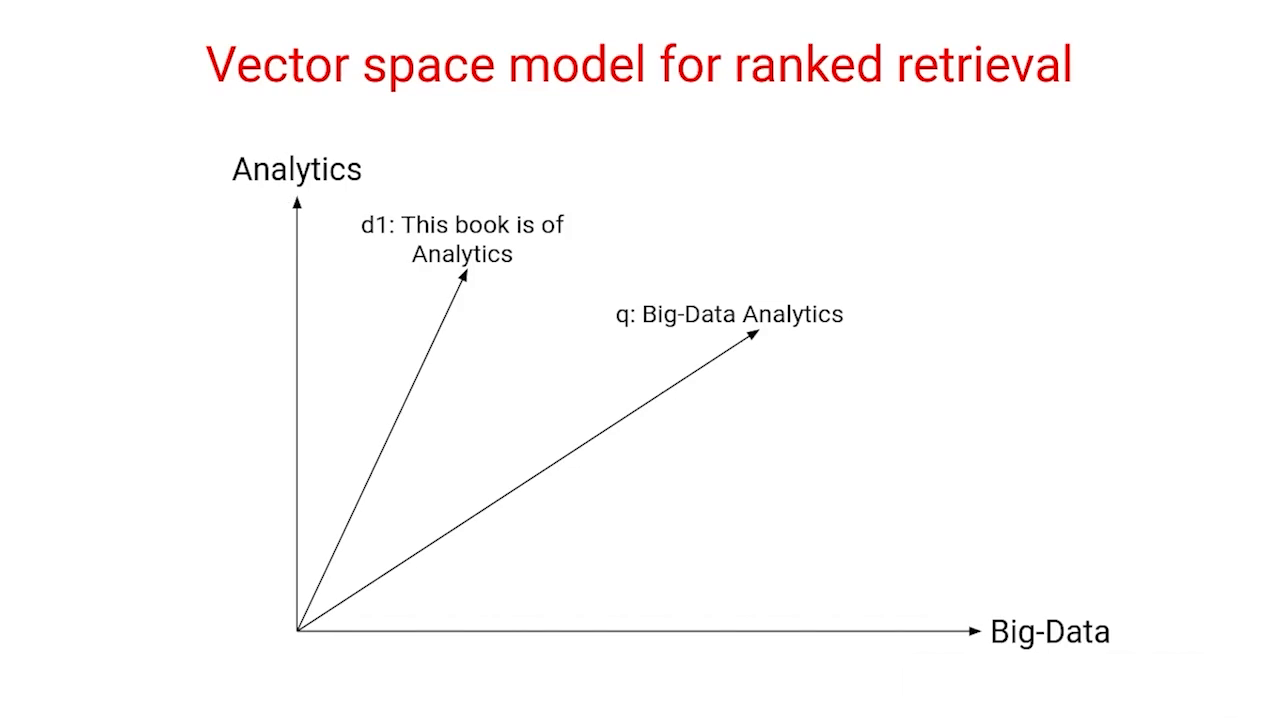 Vector space model for ranked retrieval
Analytics
d1: This book is of
Analytics
q: Big-Data Analytics
Big-Data